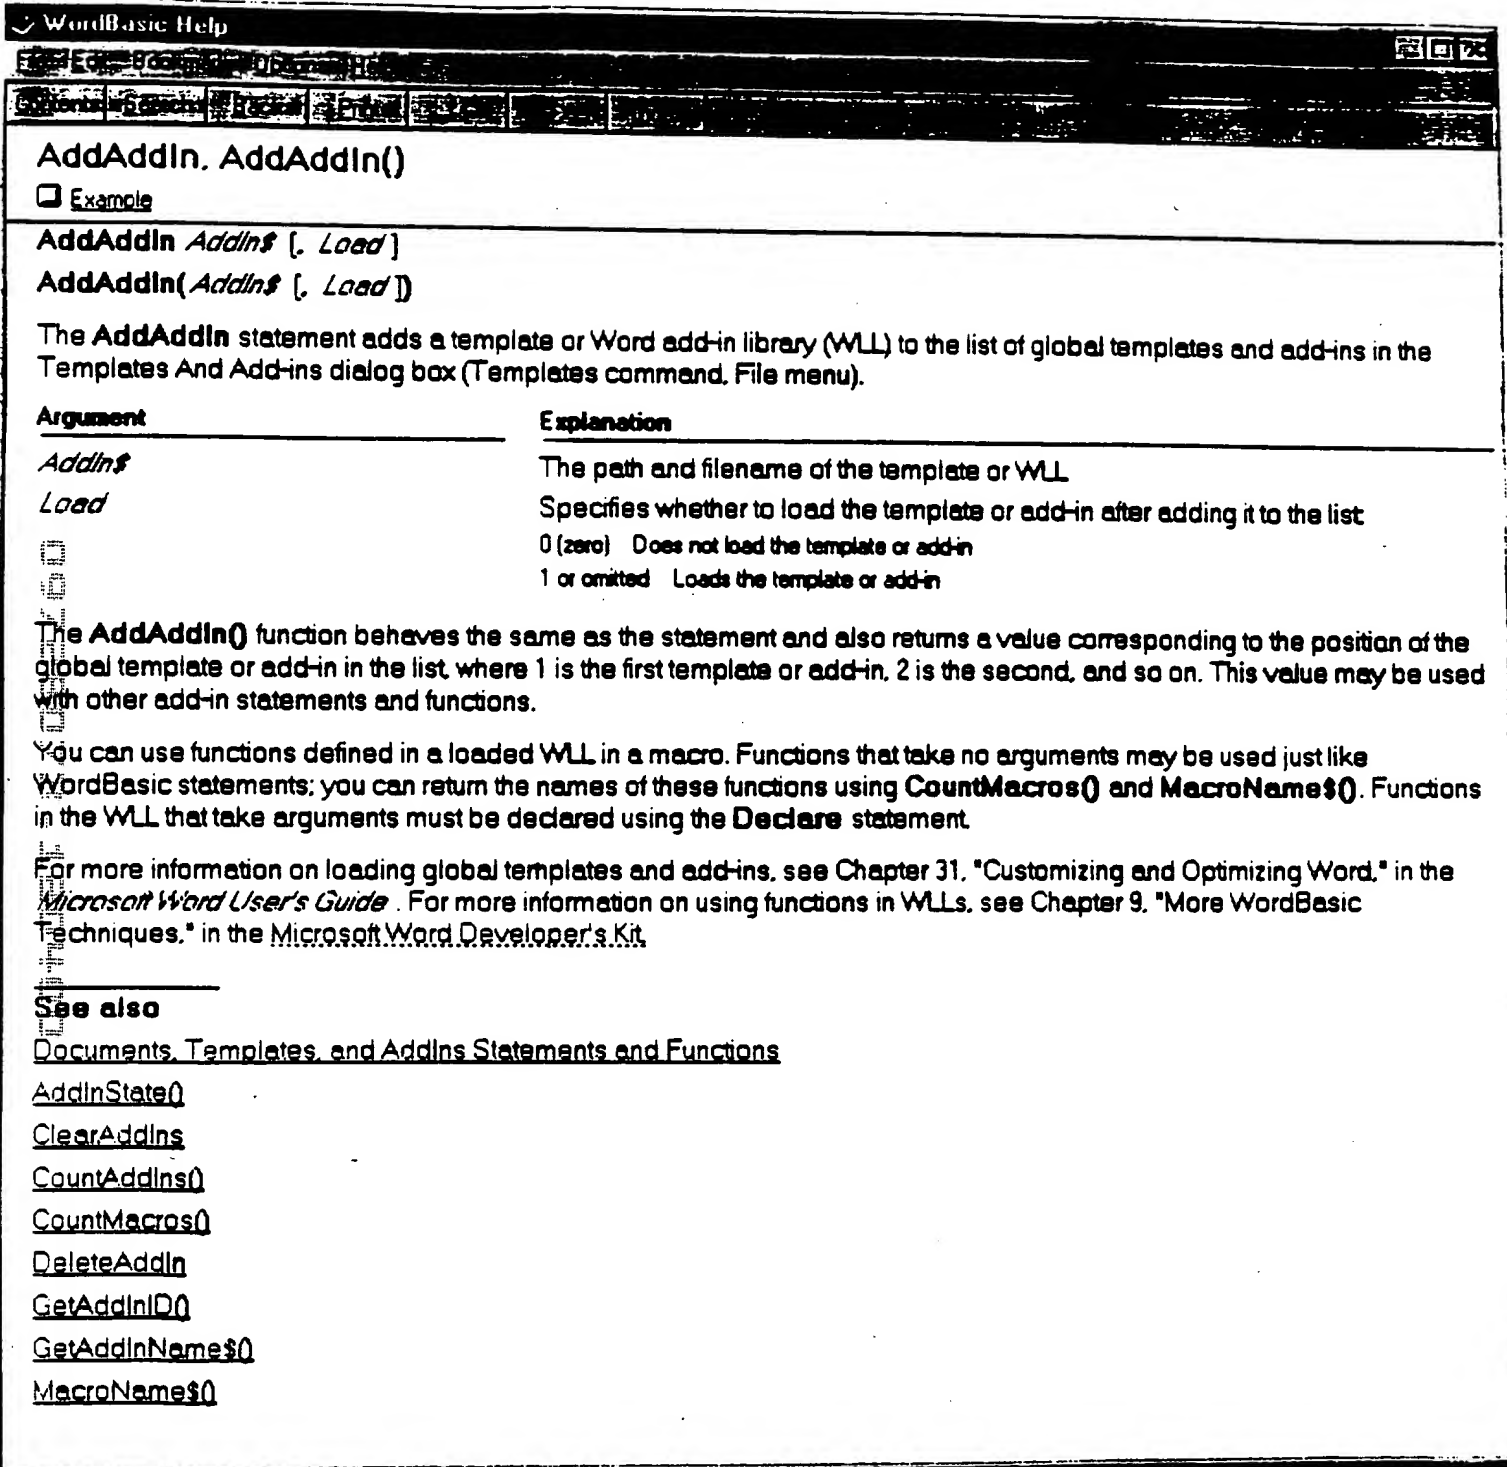 WordBasic Help
AddAddIn, AddAddIn()
Example
AddAddIn AddIn$ [, Load]
AddAddIn(AddIn$ [, Load])
The AddAddIn statement adds a template or Word add-in library (WLL) to the list of global templates and add-ins in the
Templates And Add-ins dialog box (Templates command, File menu).
Argument Explanation
AddIn$ The path and filename of the template or WLL
Load Specifies whether to load the template or add-in after adding it to the list:
0 (zero) Does not load the template or add-in
1 or omitted Loads the template or add-in
The AddAddIn() function behaves the same as the statement and also returns a value corresponding to the position of the
global template or add-in in the list, where 1 is the first template or add-in, 2 is the second, and so on. This value may be used
with other add-in statements and functions.
You can use functions defined in a loaded WLL in a macro. Functions that take no arguments may be used just like
WordBasic statements; you can return the names of these functions using CountMacros() and MacroName$(). Functions
in the WLL that take arguments must be declared using the Declare statement.
For more information on loading global templates and add-ins, see Chapter 31, "Customizing and Optimizing Word," in the
Microsoft Word User's Guide. For more information on using functions in WLLs, see Chapter 9, "More WordBasic
Techniques," in the Microsoft Word Developer's Kit.
See also
Documents, Templates, and AddIns Statements and Functions
AddInState()
ClearAddIns
CountAddIns()
CountMacros()
DeleteAddIn
GetAddInID()
GetAddInName$()
MacroName$()